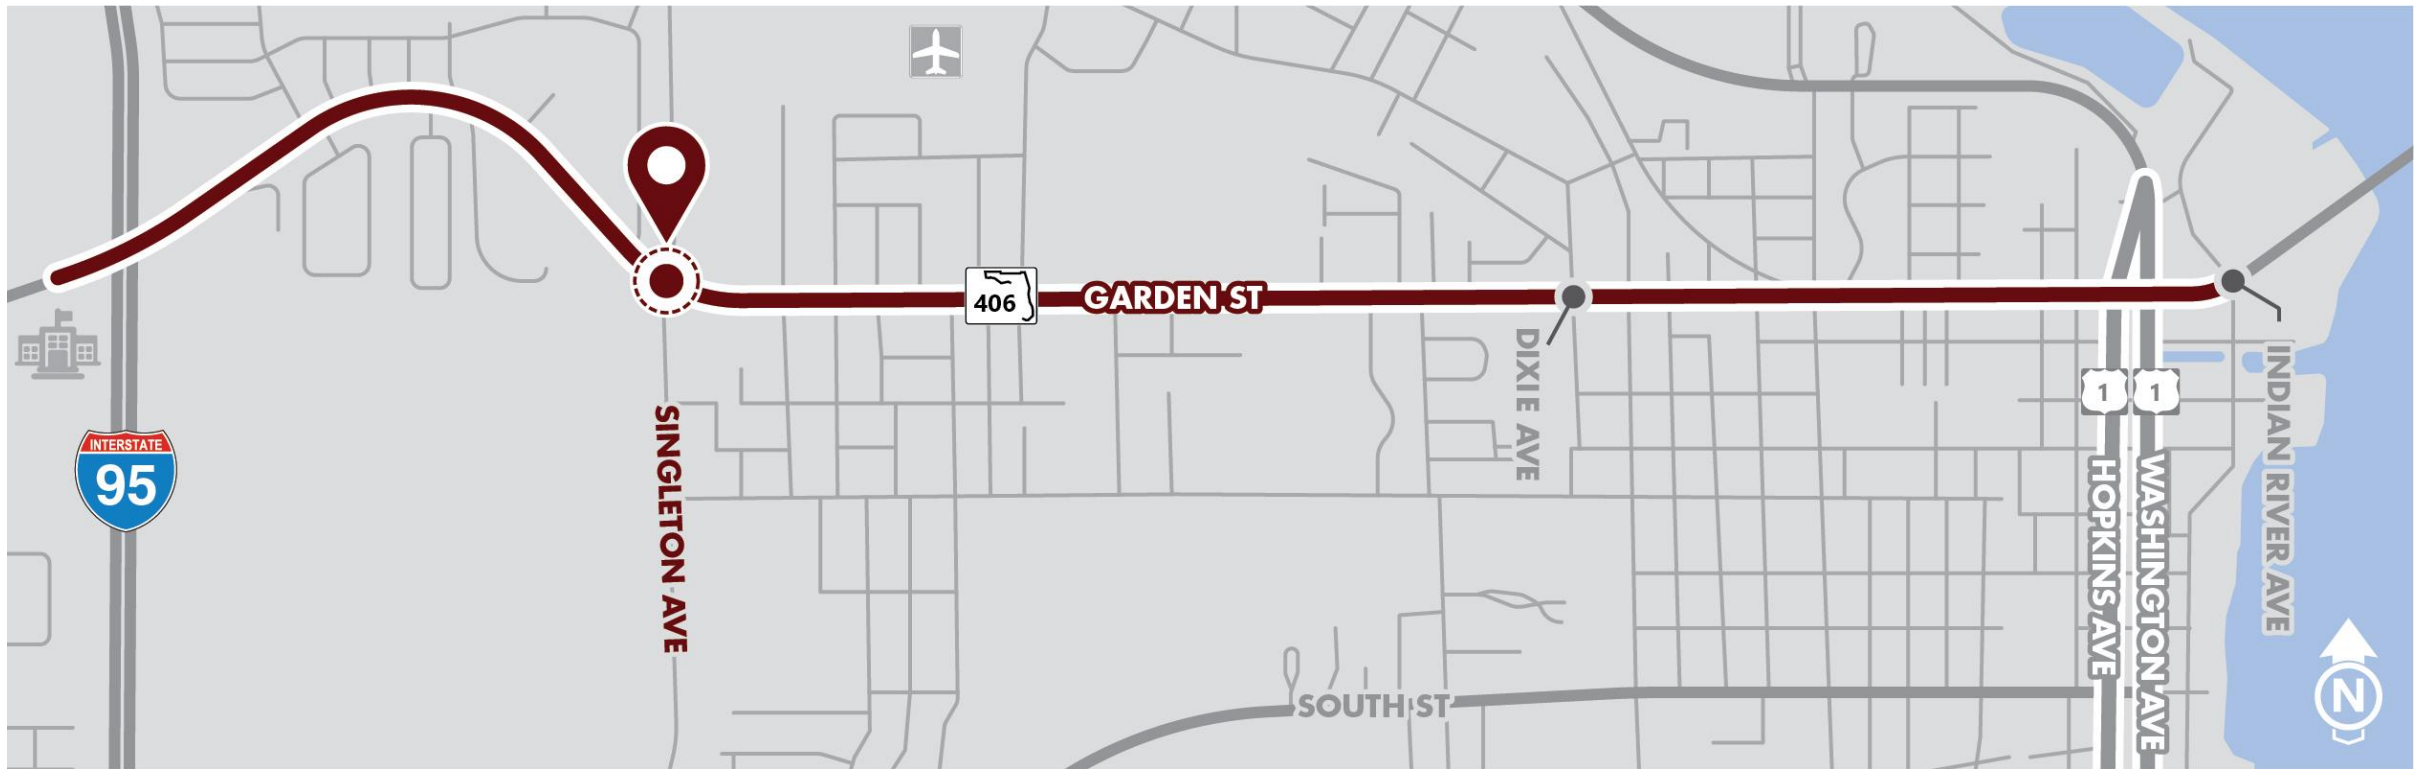 406
GARDEN ST
DIXIE AVE
INDIAN RIVER AVE
1
1
INTERSTATE
95
SINGLETON AVE
HOPKINS AVE
WASHINGTON AVE
SOUTH ST
N